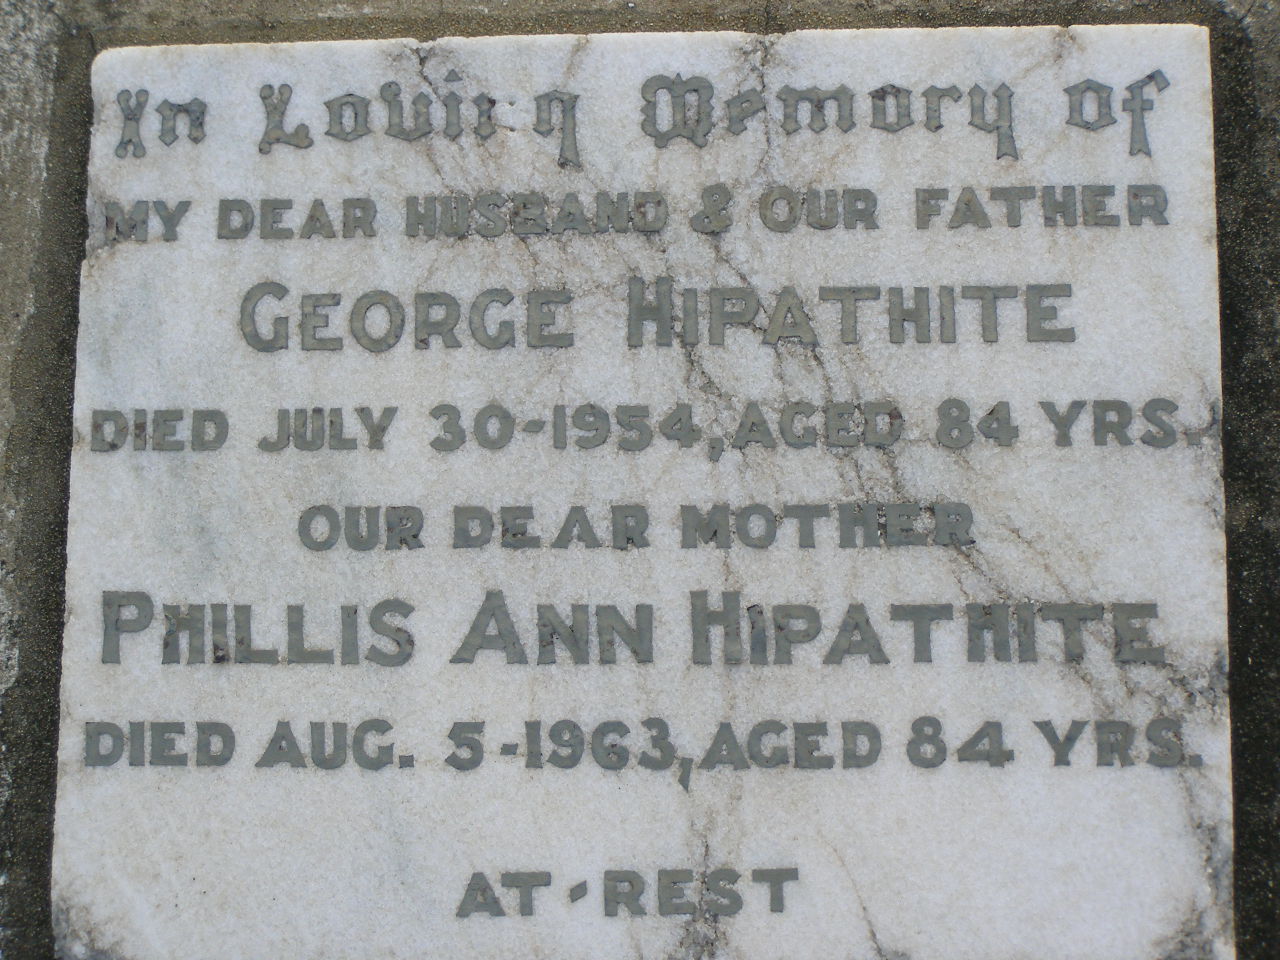 In Loving Memory of
MY DEAR HUSBAND & OUR FATHER
GEORGE HIPATHITE
DIED JULY 30-1954, AGED 84 YRS.
OUR DEAR MOTHER
PHILLIS ANN HIPATHITE
DIED AUG. 5-1963, AGED 84 YRS.
AT·REST